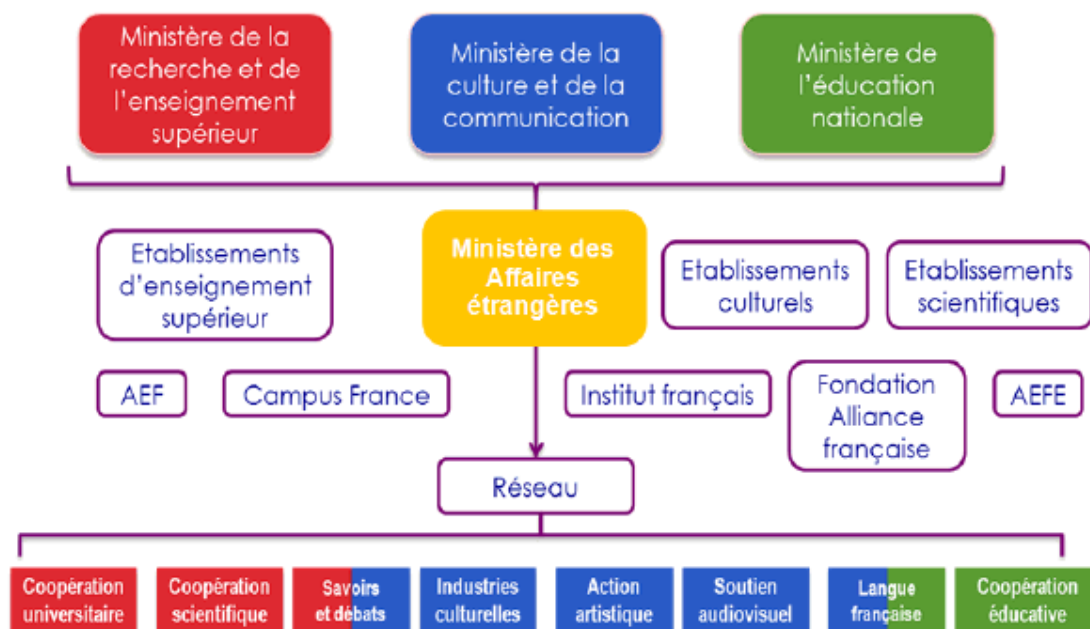 Ministère de la
recherche et de
l'enseignement
supérieur
Ministère de la
culture et de la
communication
Ministère de
l'éducation
nationale
Ministère des
Affaires
étrangères
Etablissements
d'enseignement
supérieur
Etablissements
culturels
Etablissements
scientifiques
AEF
Campus France
Institut français
Fondation
Alliance
française
AEFE
Réseau
Coopération
universitaire
Coopération
scientifique
Savoirs
et débats
Industries
culturelles
Action
artistique
Soutien
audiovisuel
Langue
française
Coopération
éducative